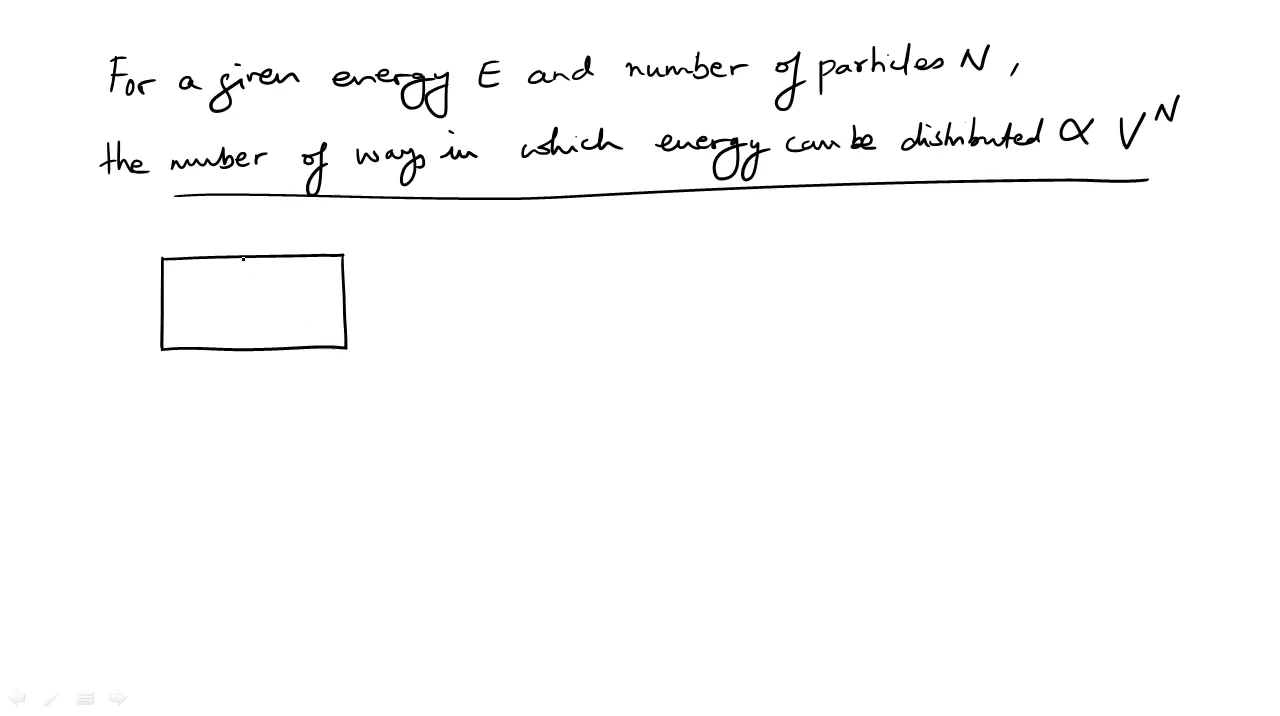 For a given energy E and number of particles N ,
the number of ways in which energy can be distributed ∝ V^N